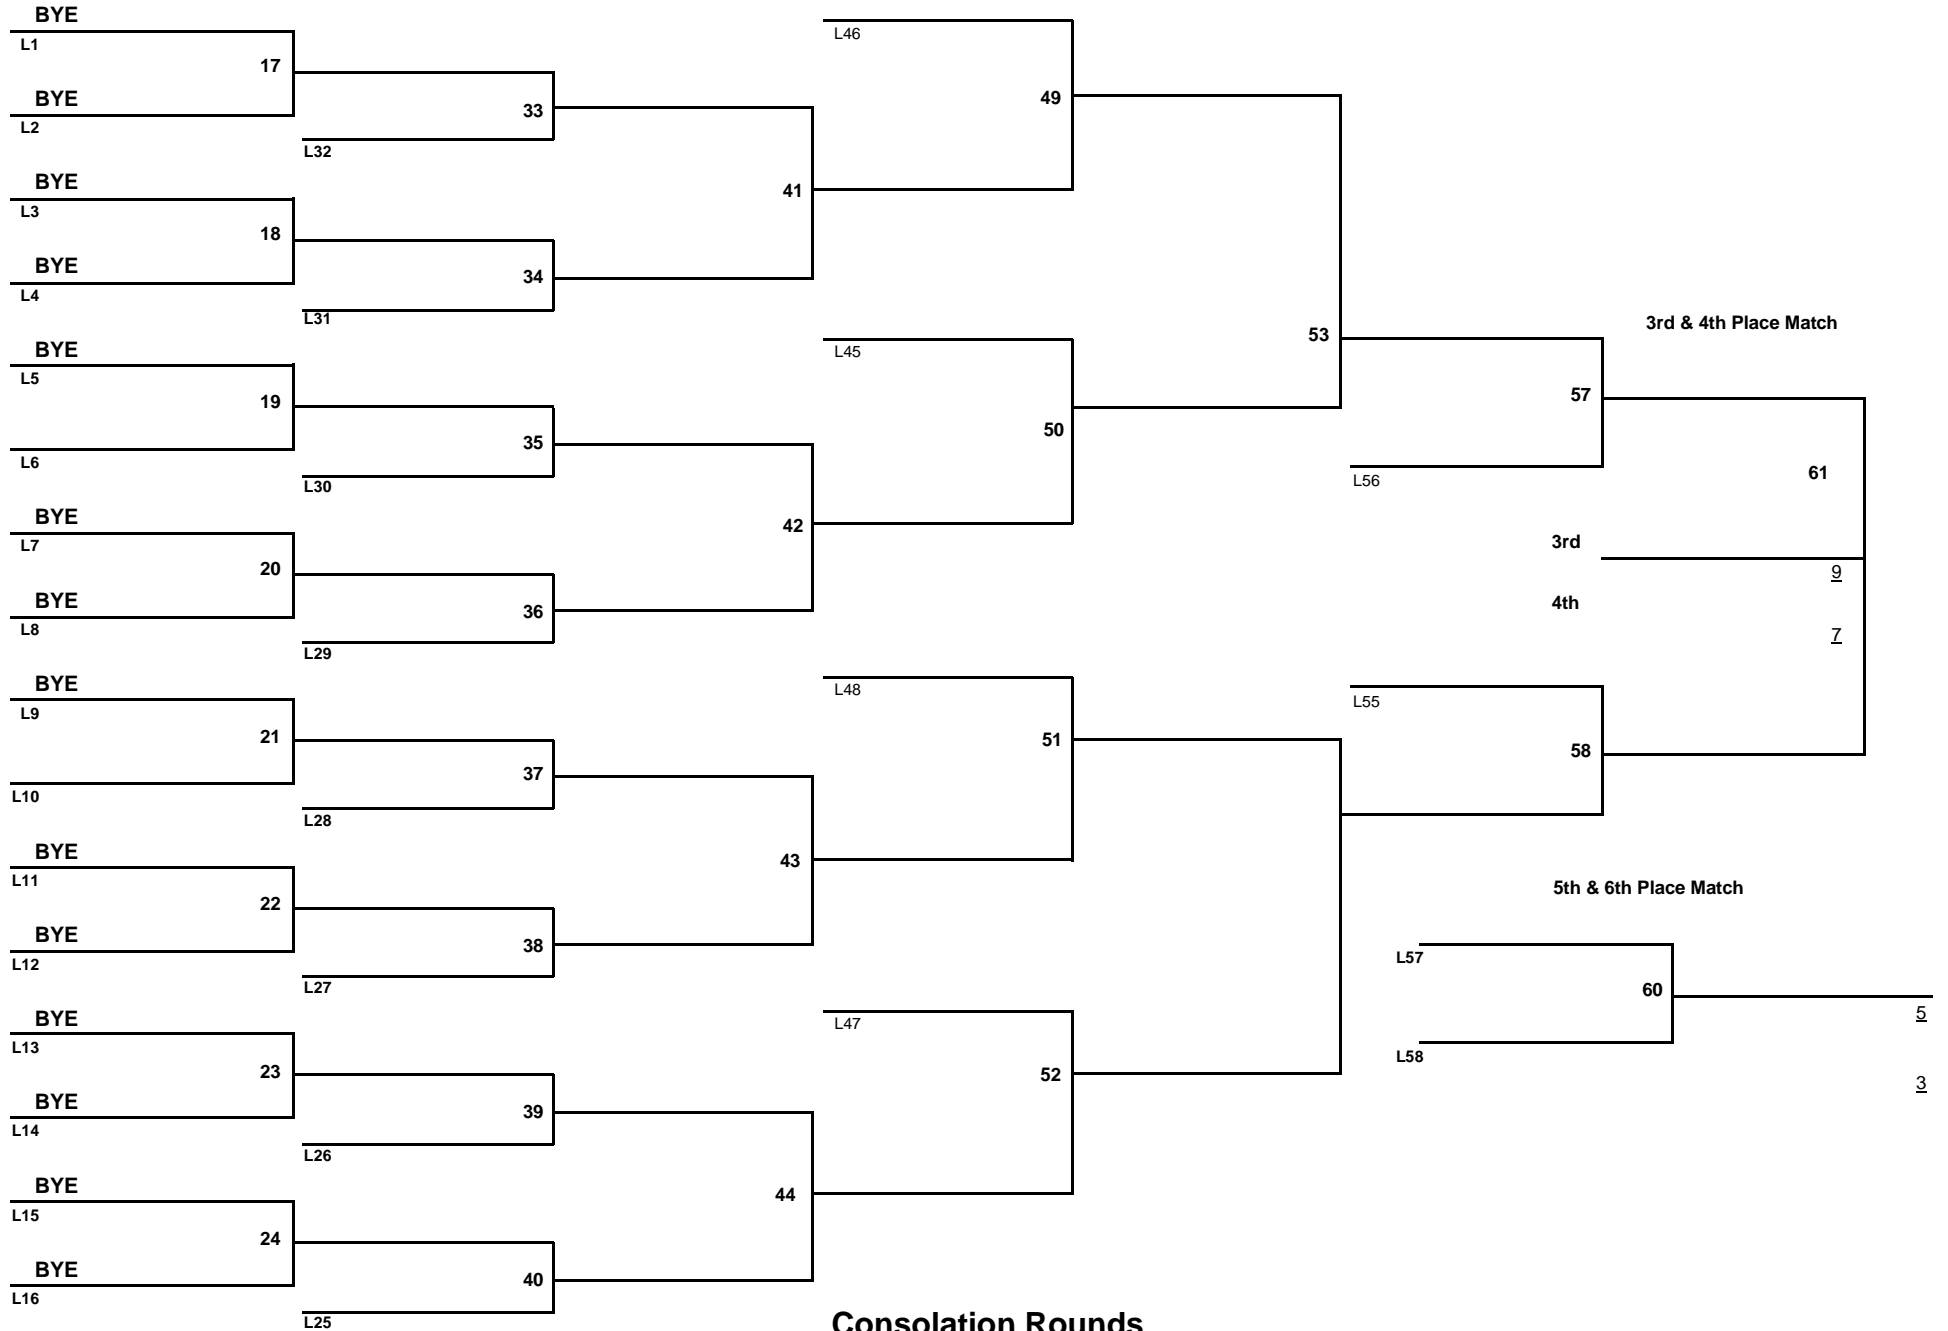 BYE
L1
17
BYE
L2
33
L32
BYE
L3
18
BYE
L4
34
L31
41
BYE
L5
19
L6
35
L30
BYE
L7
20
BYE
L8
36
L29
42
BYE
L9
21
L10
37
L28
BYE
L11
22
BYE
L12
38
L27
43
BYE
L13
23
BYE
L14
39
L26
BYE
L15
24
BYE
L16
40
L25
44
L46
49
L45
50
53
L48
51
L47
52
3rd & 4th Place Match
57
L56
61
3rd
9
4th
7
L55
58
5th & 6th Place Match
L57
60
L58
5
3
Consolation Rounds